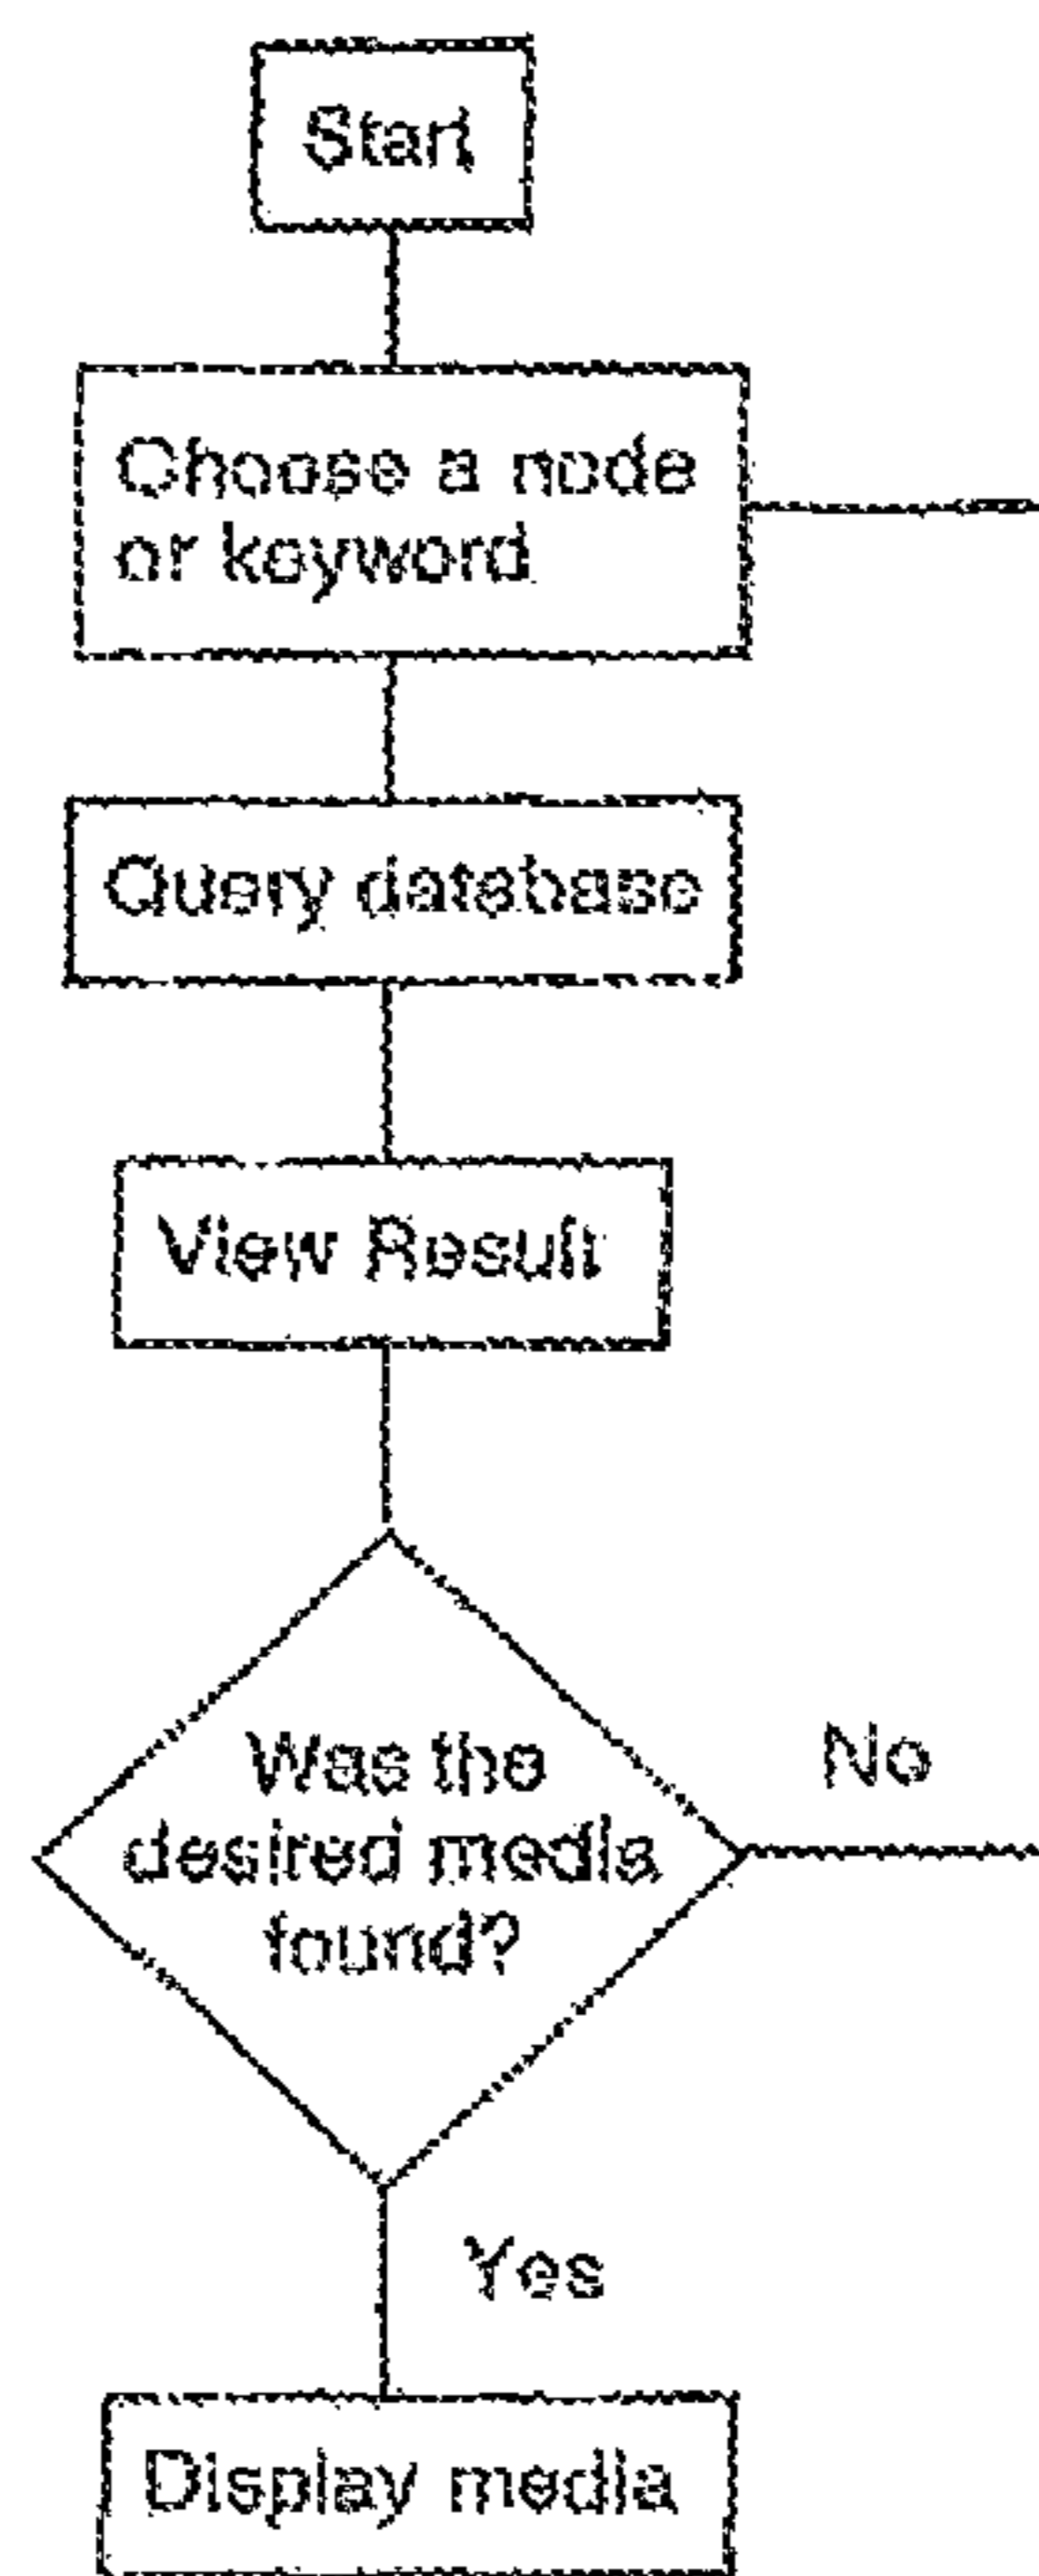 Start
Choose a node
or keyword
Query database
View Result
Was the
desired media
found?
No
Yes
Display media